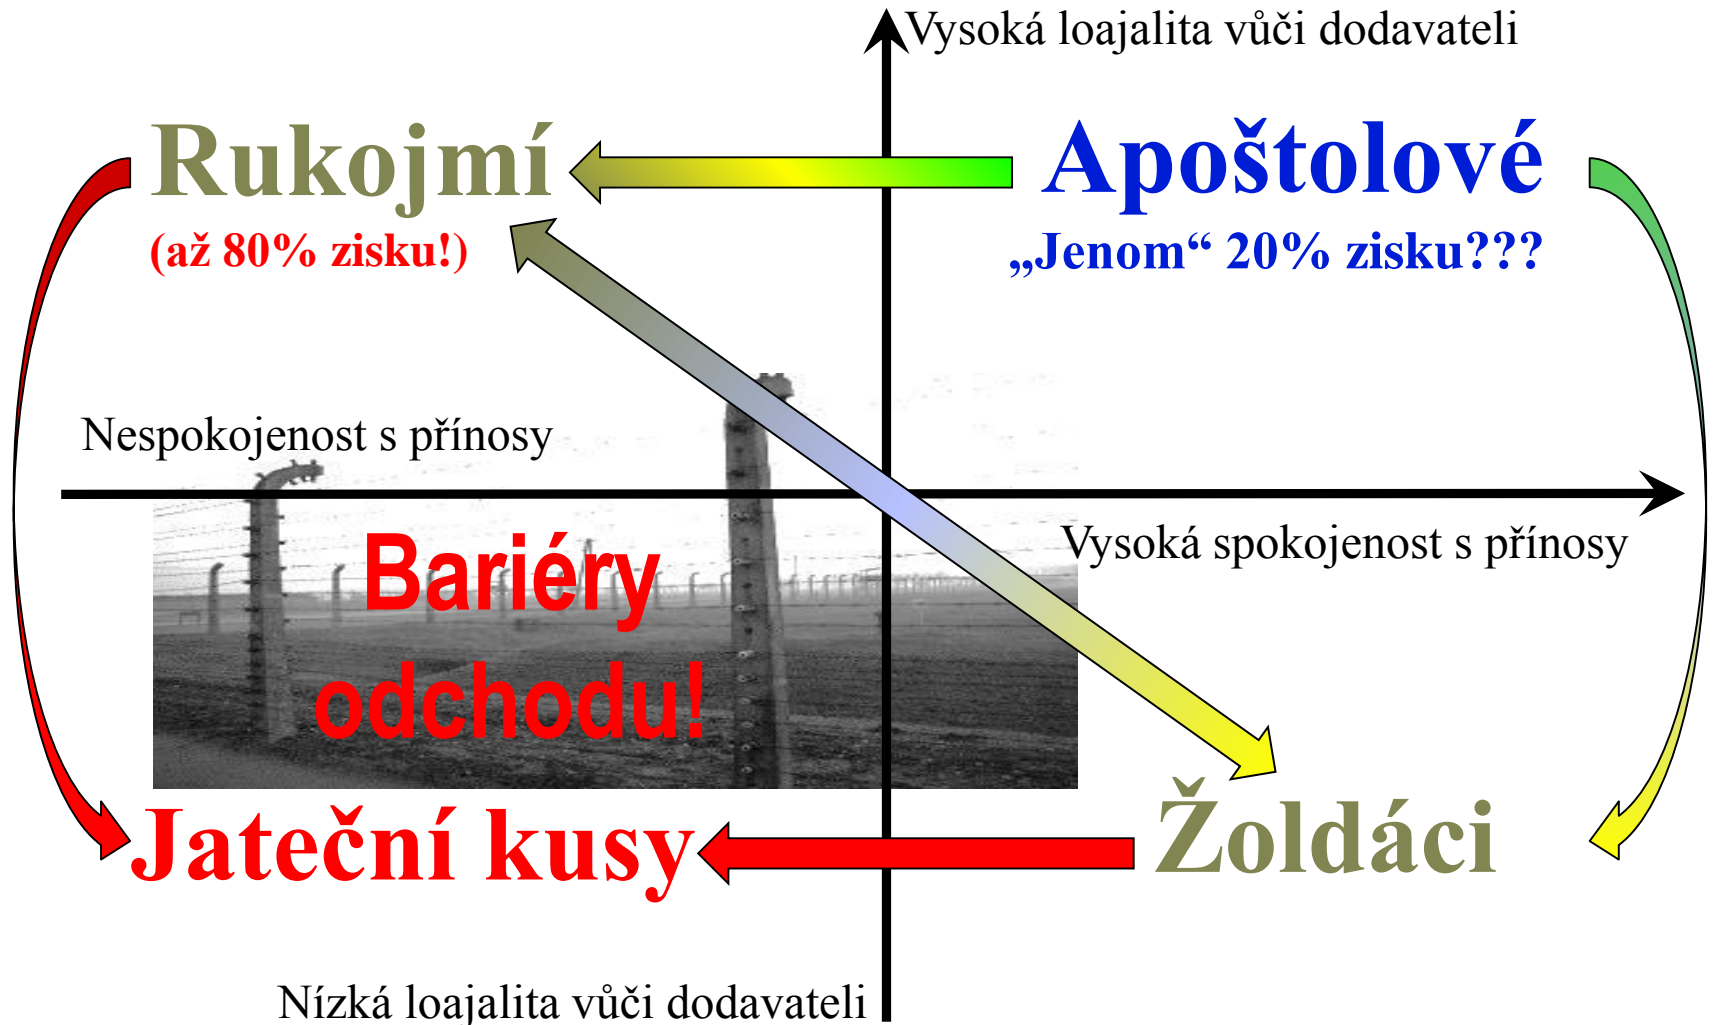 Vysoká loajalita vůči dodavateli
Rukojmí
Apoštolové
(až 80% zisku!)
„Jenom“ 20% zisku???
Nespokojenost s přínosy
Vysoká spokojenost s přínosy
Bariéry
odchodu!
Jateční kusy
Žoldáci
Nízká loajalita vůči dodavateli